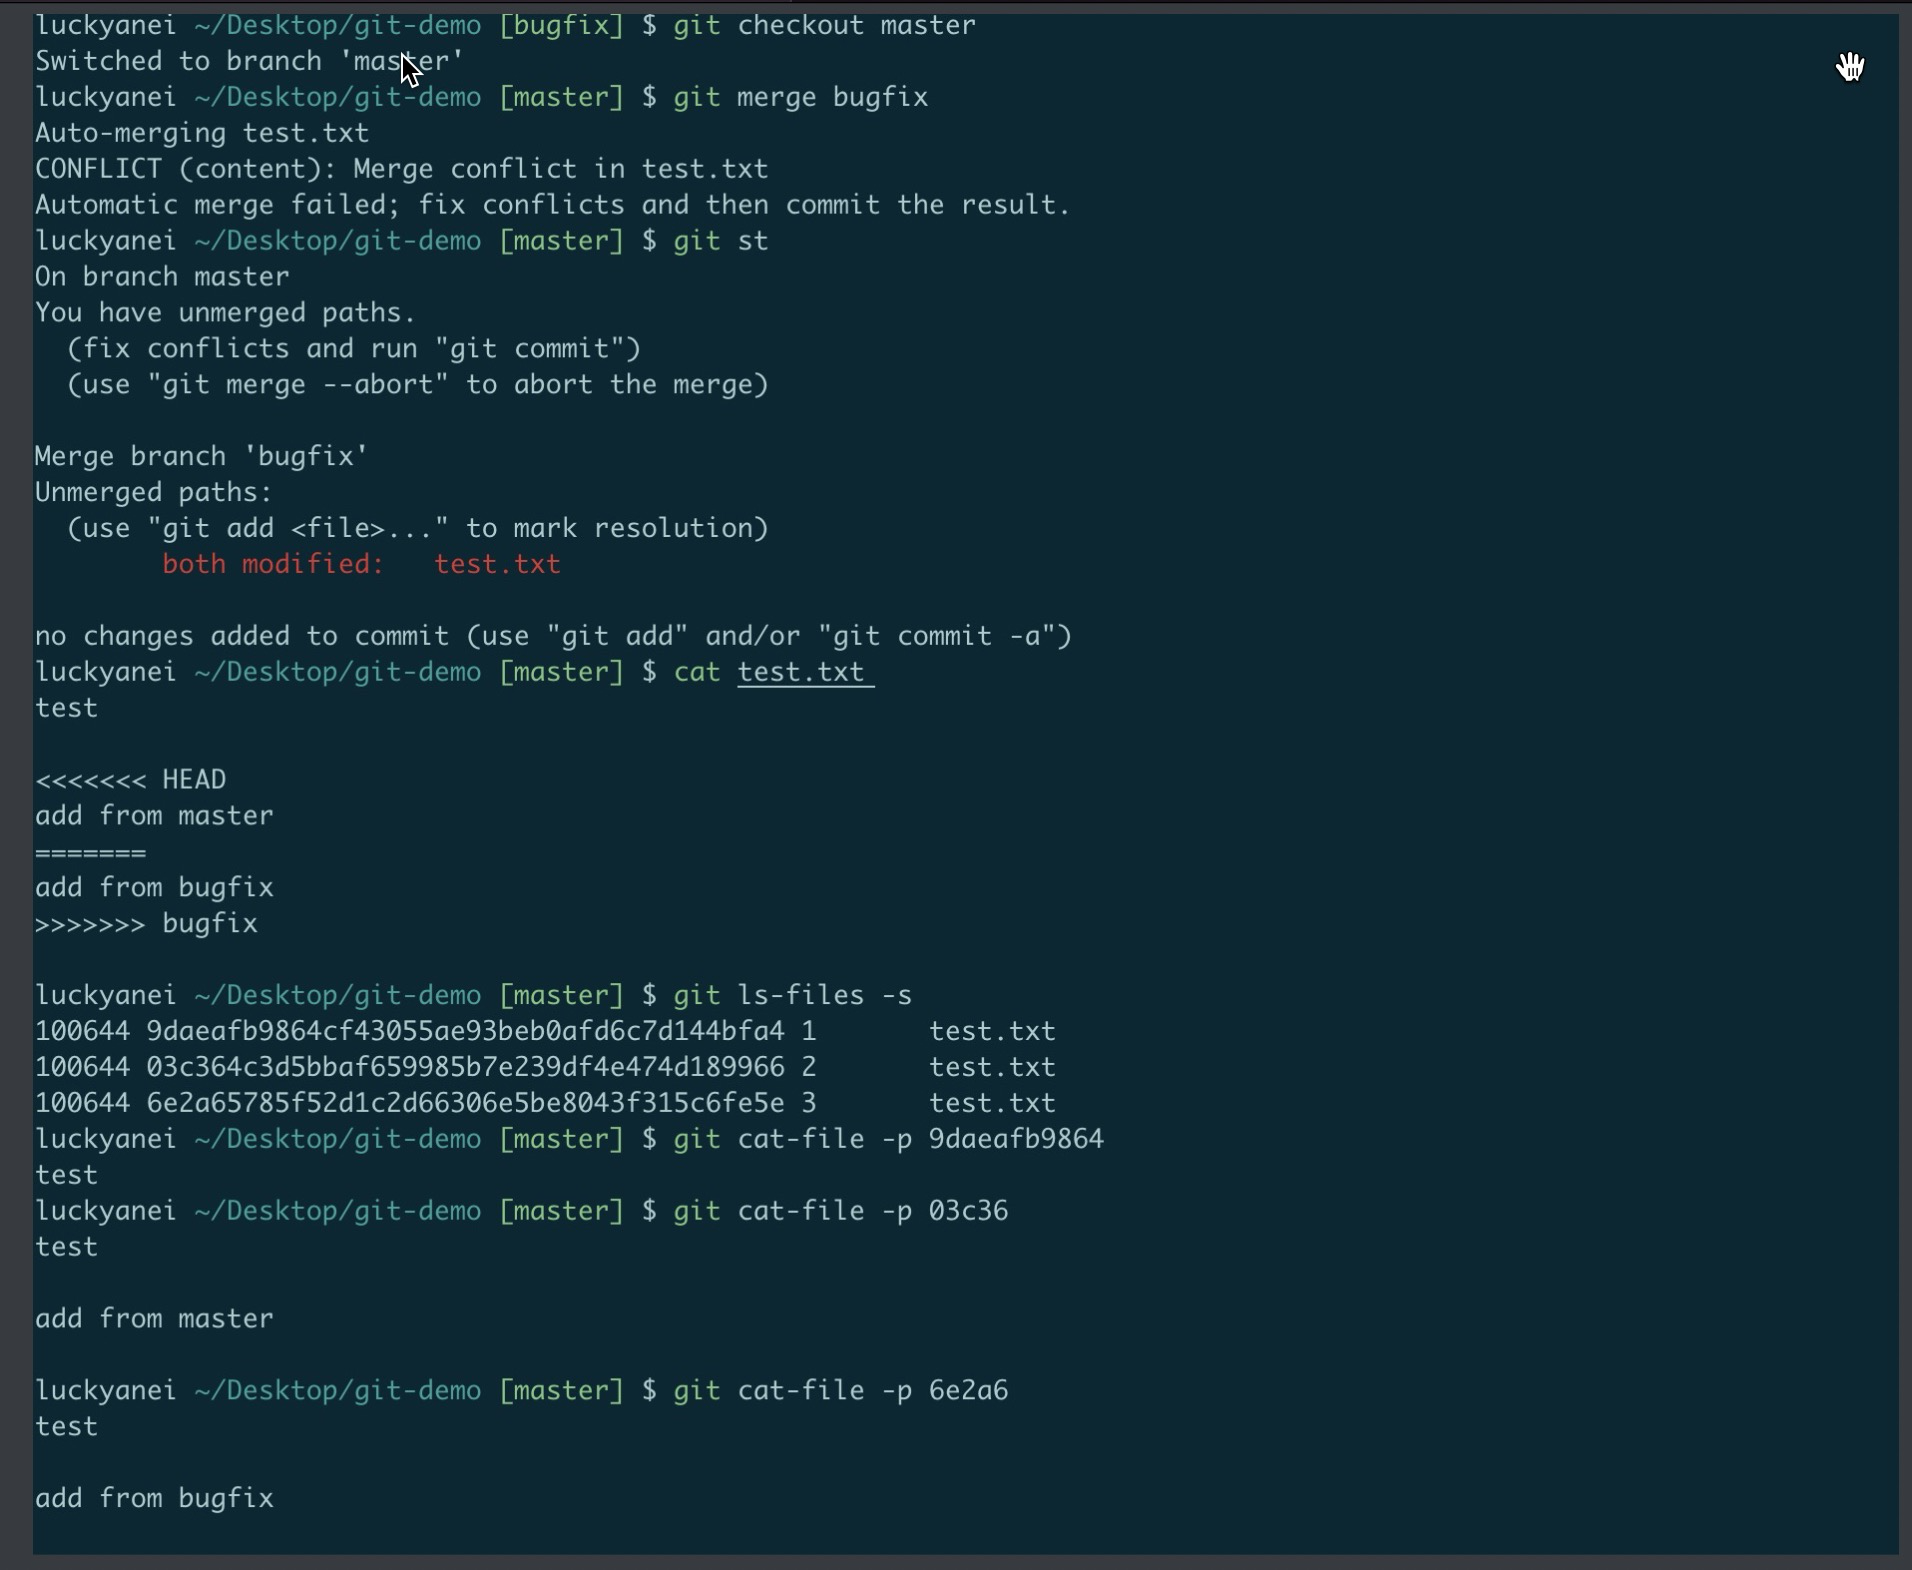 luckyanei ~/Desktop/git-demo [bugfix] $ git checkout master
Switched to branch 'master'
luckyanei ~/Desktop/git-demo [master] $ git merge bugfix
Auto-merging test.txt
CONFLICT (content): Merge conflict in test.txt
Automatic merge failed; fix conflicts and then commit the result.
luckyanei ~/Desktop/git-demo [master] $ git st
On branch master
You have unmerged paths.
  (fix conflicts and run "git commit")
  (use "git merge --abort" to abort the merge)

Merge branch 'bugfix'
Unmerged paths:
  (use "git add <file>..." to mark resolution)
        both modified:   test.txt

no changes added to commit (use "git add" and/or "git commit -a")
luckyanei ~/Desktop/git-demo [master] $ cat test.txt
test

<<<<<<< HEAD
add from master
=======
add from bugfix
>>>>>>> bugfix

luckyanei ~/Desktop/git-demo [master] $ git ls-files -s
100644 9daeafb9864cf43055ae93beb0afd6c7d144bfa4 1       test.txt
100644 03c364c3d5bbaf659985b7e239df4e474d189966 2       test.txt
100644 6e2a65785f52d1c2d66306e5be8043f315c6fe5e 3       test.txt
luckyanei ~/Desktop/git-demo [master] $ git cat-file -p 9daeafb9864
test
luckyanei ~/Desktop/git-demo [master] $ git cat-file -p 03c36
test

add from master

luckyanei ~/Desktop/git-demo [master] $ git cat-file -p 6e2a6
test

add from bugfix